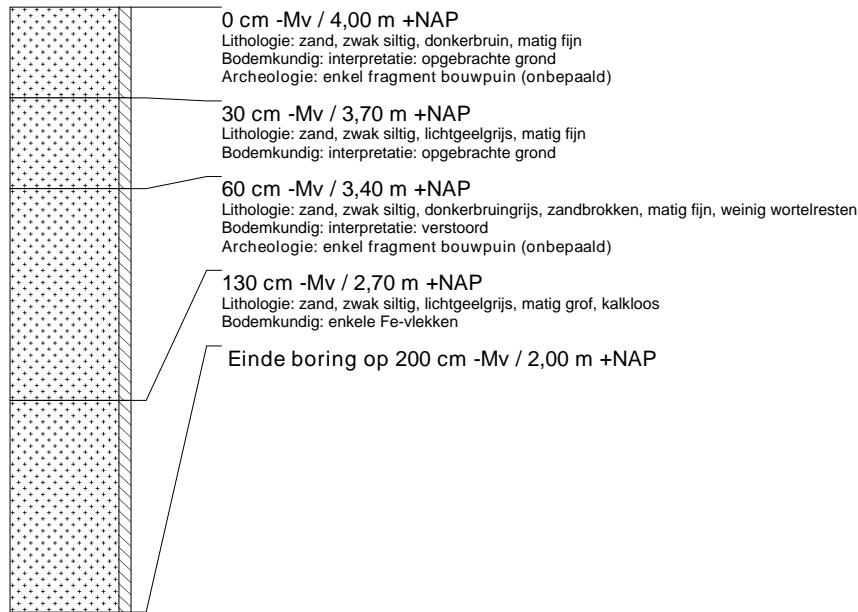 0 cm -Mv / 4,00 m +NAP
Lithologie: zand, zwak siltig, donkerbruin, matig fijn
Bodemkundig: interpretatie: opgebrachte grond
Archeologie: enkel fragment bouwpuin (onbepaald)
30 cm -Mv / 3,70 m +NAP
Lithologie: zand, zwak siltig, lichtgeelgrijs, matig fijn
Bodemkundig: interpretatie: opgebrachte grond
60 cm -Mv / 3,40 m +NAP
Lithologie: zand, zwak siltig, donkerbruingrijs, zandbrokken, matig fijn, weinig wortelresten
Bodemkundig: interpretatie: verstoord
Archeologie: enkel fragment bouwpuin (onbepaald)
130 cm -Mv / 2,70 m +NAP
Lithologie: zand, zwak siltig, lichtgeelgrijs, matig grof, kalkloos
Bodemkundig: enkele Fe-vlekken
Einde boring op 200 cm -Mv / 2,00 m +NAP